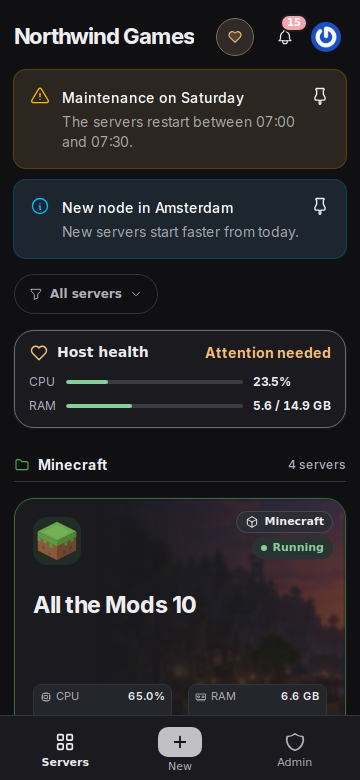 Northwind Games
15
Maintenance on Saturday
The servers restart between 07:00
and 07:30.
New node in Amsterdam
New servers start faster from today.
All servers
Host health
Attention needed
CPU
23.5%
RAM
5.6 / 14.9 GB
Minecraft
4 servers
Minecraft
Running
All the Mods 10
CPU
65.0%
RAM
6.6 GB
Servers
New
Admin